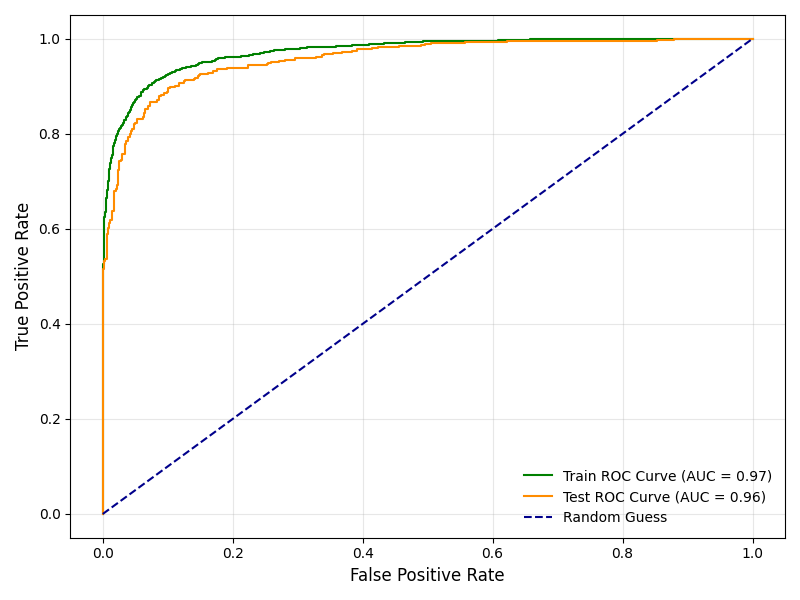 1.0
0.8
0.6
0.4
0.2
0.0
True Positive Rate
Train ROC Curve (AUC = 0.97)
Test ROC Curve (AUC = 0.96)
Random Guess
0.0 0.2 0.4 0.6 0.8 1.0
False Positive Rate